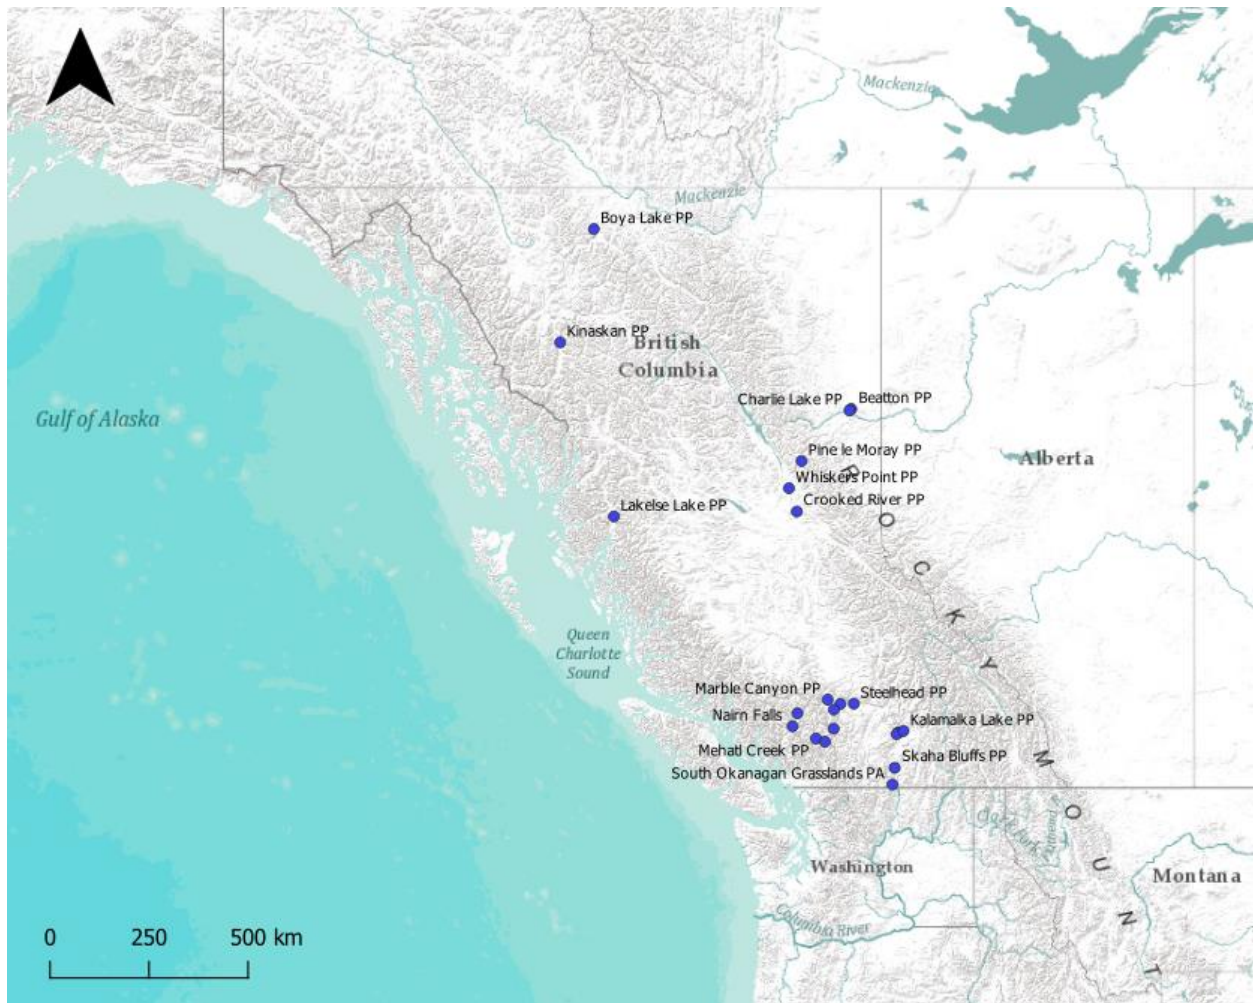 Mackenzie
Mackenzie
Boya Lake PP
Kinaskan PP
British
Columbia
Charlie Lake PP
Beatton PP
Gulf of Alaska
Pine le Moray PP
Alberta
Whiskers Point PP
Crooked River PP
Lakelse Lake PP
R O C K Y M O U N T
Queen
Charlotte
Sound
Marble Canyon PP
Steelhead PP
Nairn Falls
Kalamalka Lake PP
Mehatl Creek PP
Skaha Bluffs PP
South Okanagan Grasslands PA
Clark Fork
Washington
Montana
Columbia River
0 250 500 km